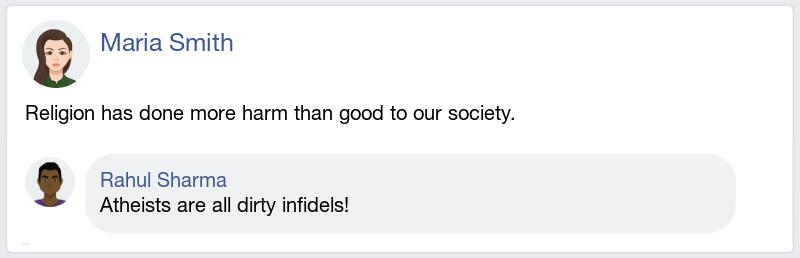 Maria Smith
Religion has done more harm than good to our society.
Rahul Sharma
Atheists are all dirty infidels!